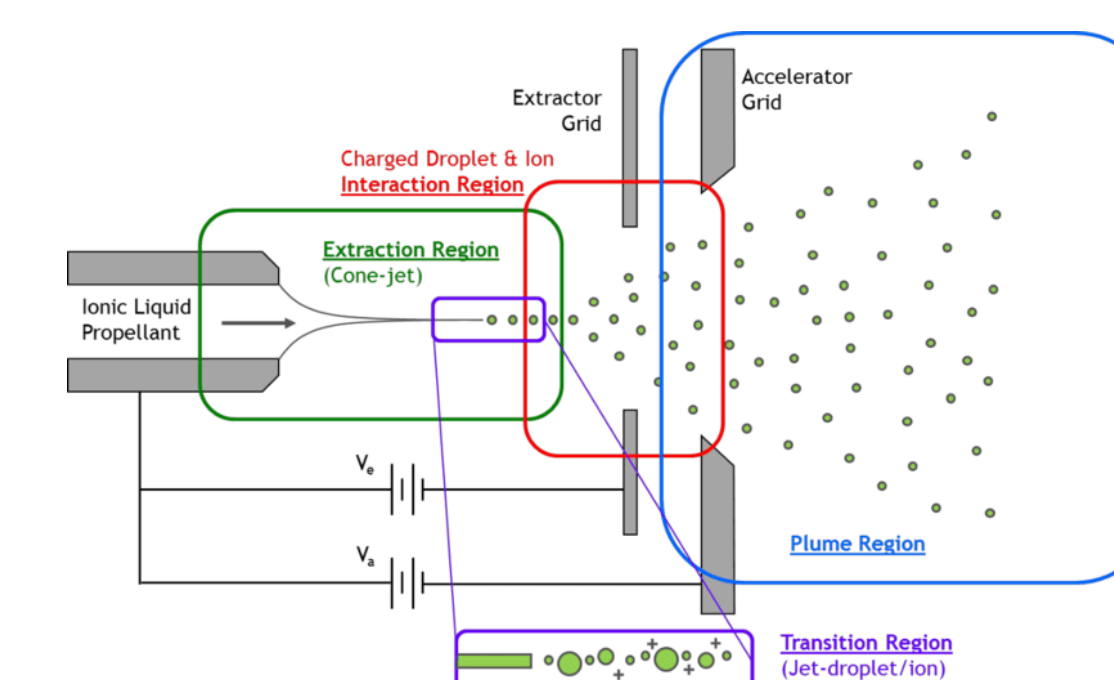 Accelerator
Grid
Extractor
Grid
Charged Droplet & Ion
Interaction Region
Extraction Region
(Cone-jet)
Ionic Liquid
Propellant
Ve
Va
Plume Region
Transition Region
(Jet-droplet/ion)
+ + + + +